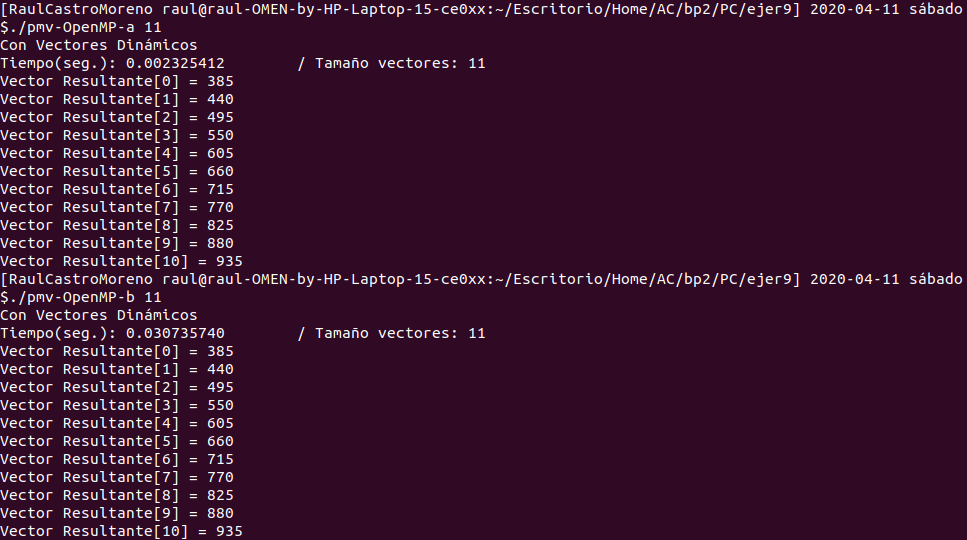 [RaulCastroMoreno raul@raul-OMEN-by-HP-Laptop-15-ce0xx:~/Escritorio/Home/AC/bp2/PC/ejer9] 2020-04-11 sábado
$./pmv-OpenMP-a 11
Con Vectores Dinámicos
Tiempo(seg.): 0.002325412        / Tamaño vectores: 11
Vector Resultante[0] = 385
Vector Resultante[1] = 440
Vector Resultante[2] = 495
Vector Resultante[3] = 550
Vector Resultante[4] = 605
Vector Resultante[5] = 660
Vector Resultante[6] = 715
Vector Resultante[7] = 770
Vector Resultante[8] = 825
Vector Resultante[9] = 880
Vector Resultante[10] = 935
[RaulCastroMoreno raul@raul-OMEN-by-HP-Laptop-15-ce0xx:~/Escritorio/Home/AC/bp2/PC/ejer9] 2020-04-11 sábado
$./pmv-OpenMP-b 11
Con Vectores Dinámicos
Tiempo(seg.): 0.030735740        / Tamaño vectores: 11
Vector Resultante[0] = 385
Vector Resultante[1] = 440
Vector Resultante[2] = 495
Vector Resultante[3] = 550
Vector Resultante[4] = 605
Vector Resultante[5] = 660
Vector Resultante[6] = 715
Vector Resultante[7] = 770
Vector Resultante[8] = 825
Vector Resultante[9] = 880
Vector Resultante[10] = 935